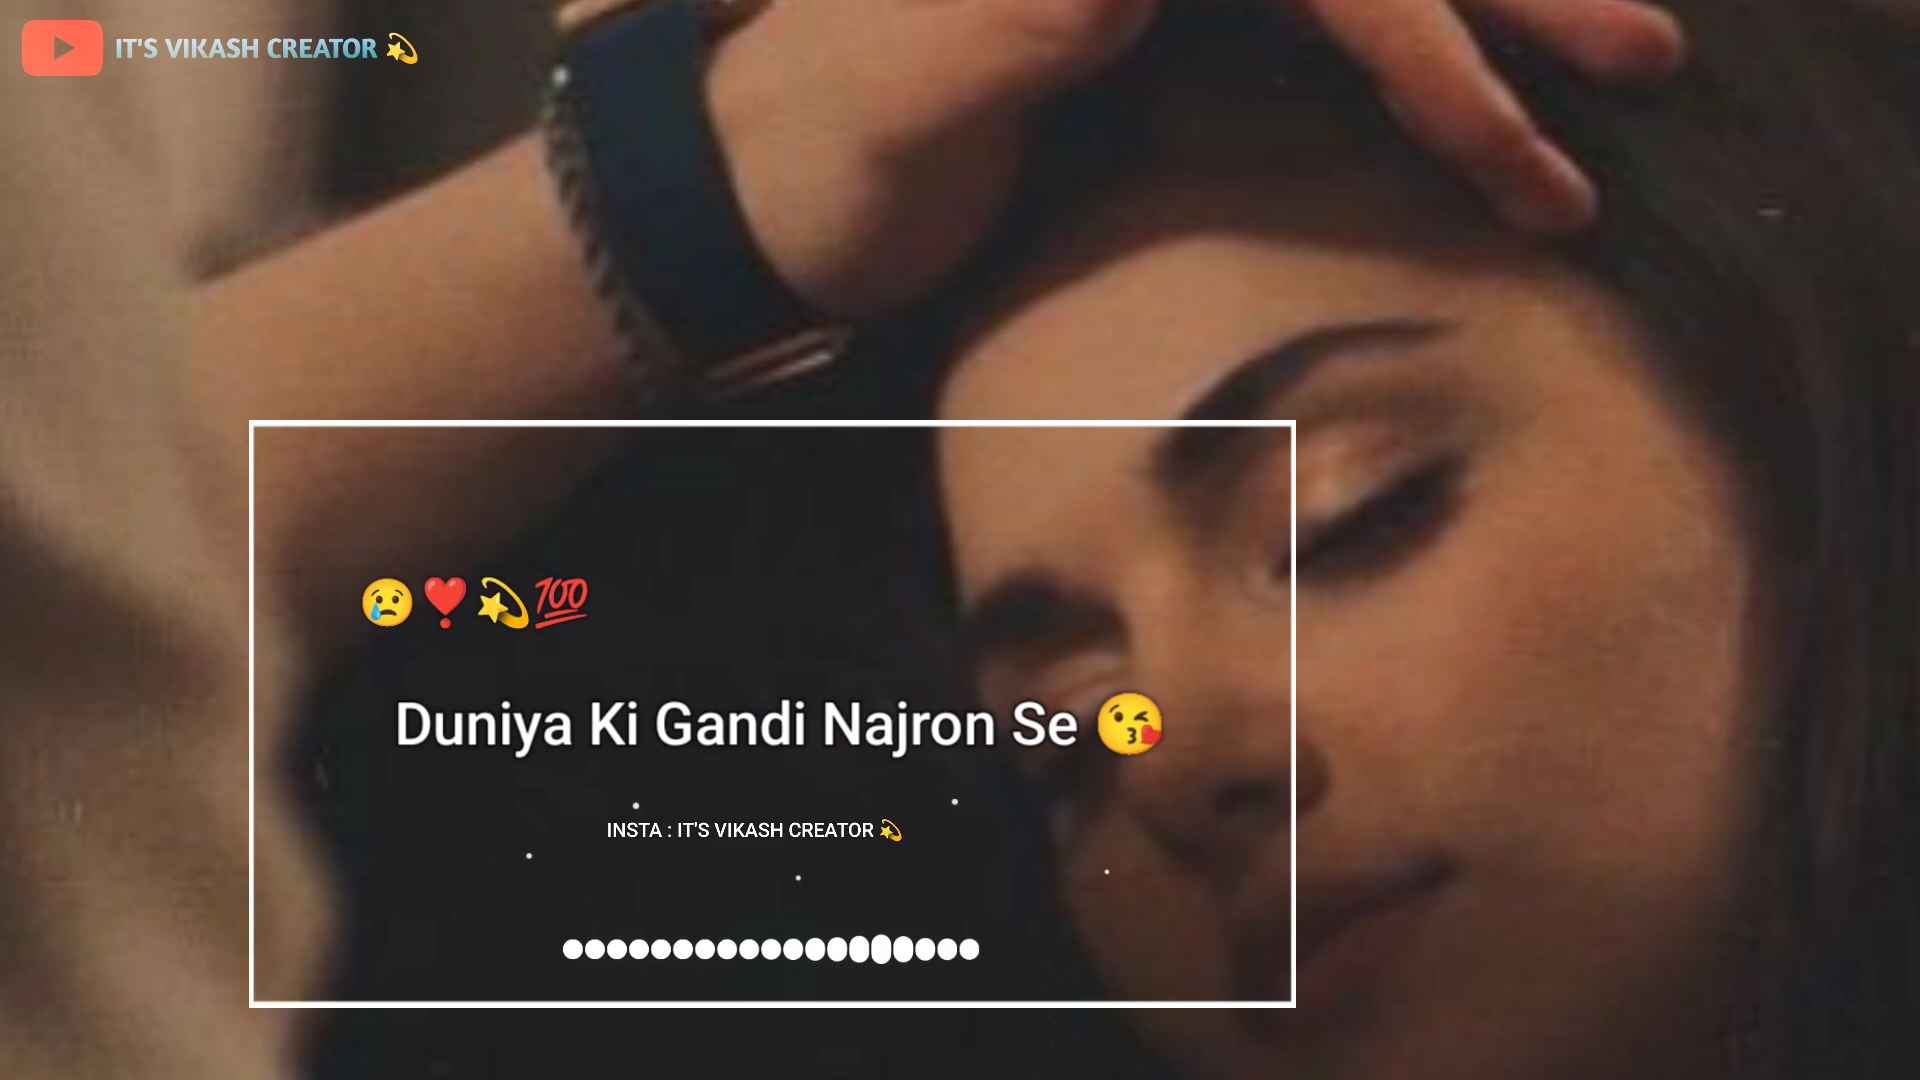 IT'S VIKASH CREATOR 💫
😢❣️💫💯
Duniya Ki Gandi Najron Se 😘
INSTA : IT'S VIKASH CREATOR 💫